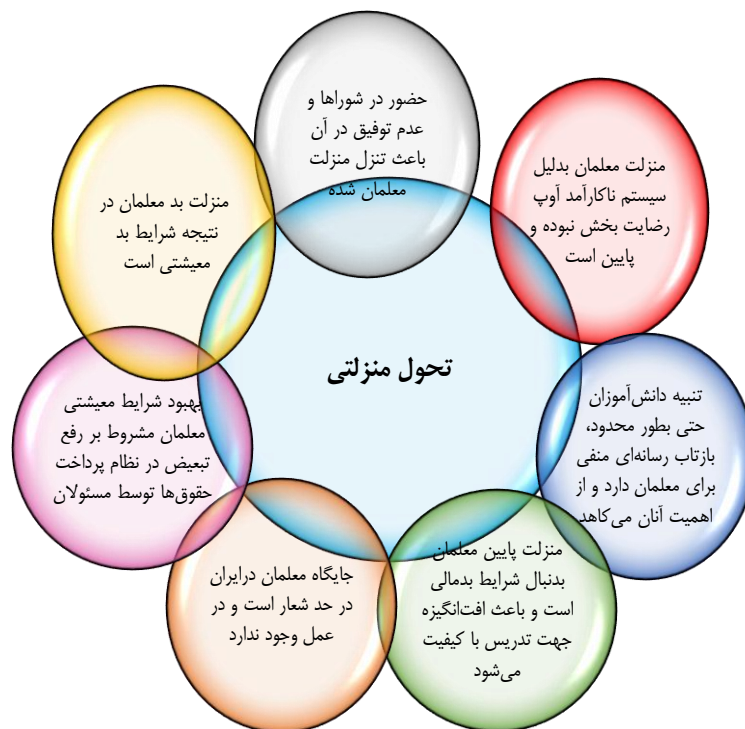 حضور در شوراها و
عدم توفیق در آن
باعث تنزل منزلت
معلمان شده
منزلت معلمان بدلیل
سیستم ناکارآمد آوپ
رضایت بخش نبوده و
پایین است
تنبیه دانش‌آموزان
حتی بطور محدود،
بازتاب رسانه‌ای منفی
برای معلمان دارد و از
اهمیت آنان می‌کاهد
منزلت پایین معلمان
بدنبال شرایط بدمالی
است و باعث افت‌انگیزه
جهت تدریس با کیفیت
می‌شود
جایگاه معلمان درایران
در حد شعار است و در
عمل وجود ندارد
بهبود شرایط معیشتی
معلمان مشروط بر رفع
تبعیض در نظام پرداخت
حقوق‌ها توسط مسئولان
منزلت بد معلمان در
نتیجه شرایط بد
معیشتی است
تحول منزلتی